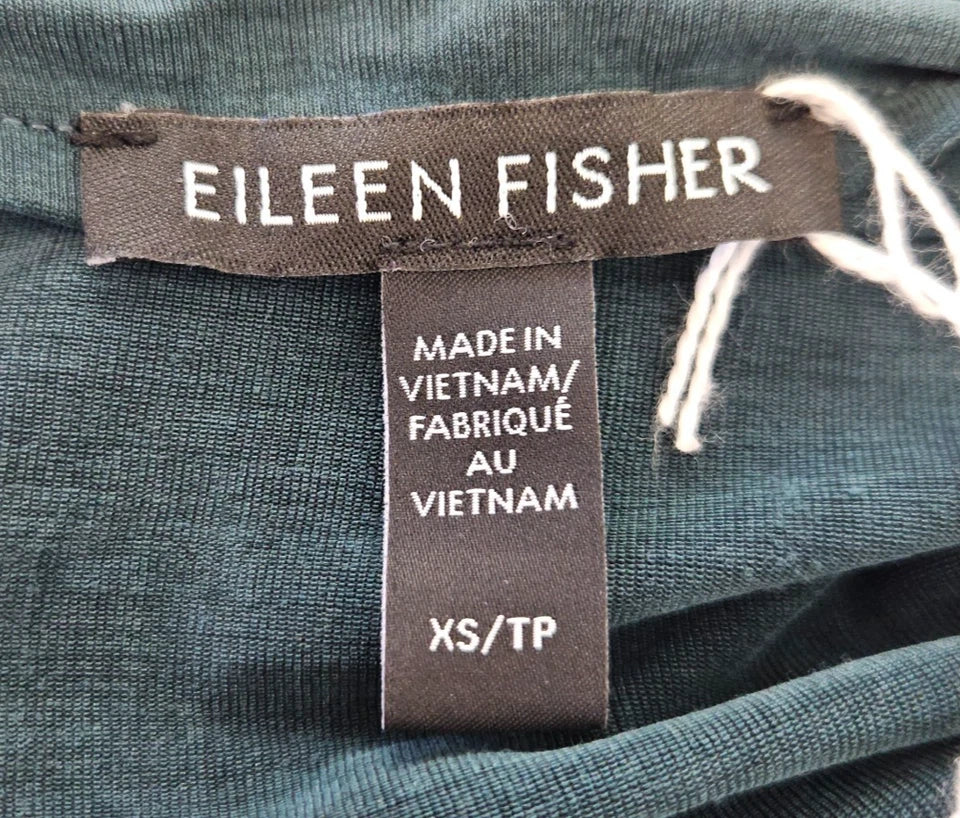 EILEEN FISHER
MADE IN
VIETNAM/
FABRIQUÉ
AU
VIETNAM
XS/TP